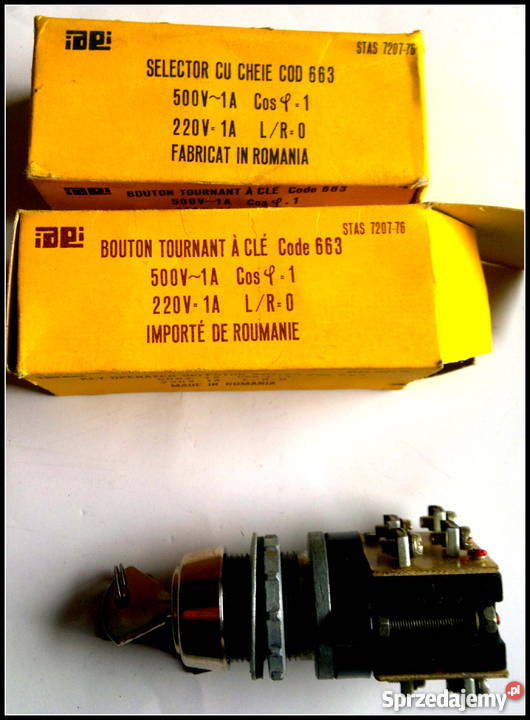 iaei
STAS 7207-76
SELECTOR CU CHEIE COD 663
500V~1A Cos φ=1
220V=1A L/R=0
FABRICAT IN ROMANIA
iaei
BOUTON TOURNANT À CLÉ Code 663
500V~1A Cos φ=1
iaei
STAS 7207-76
BOUTON TOURNANT À CLÉ Code 663
500V~1A Cos φ=1
220V=1A L/R=0
IMPORTÉ DE ROUMANIE
MADE IN ROMANIA
Sprzedajemy.pl